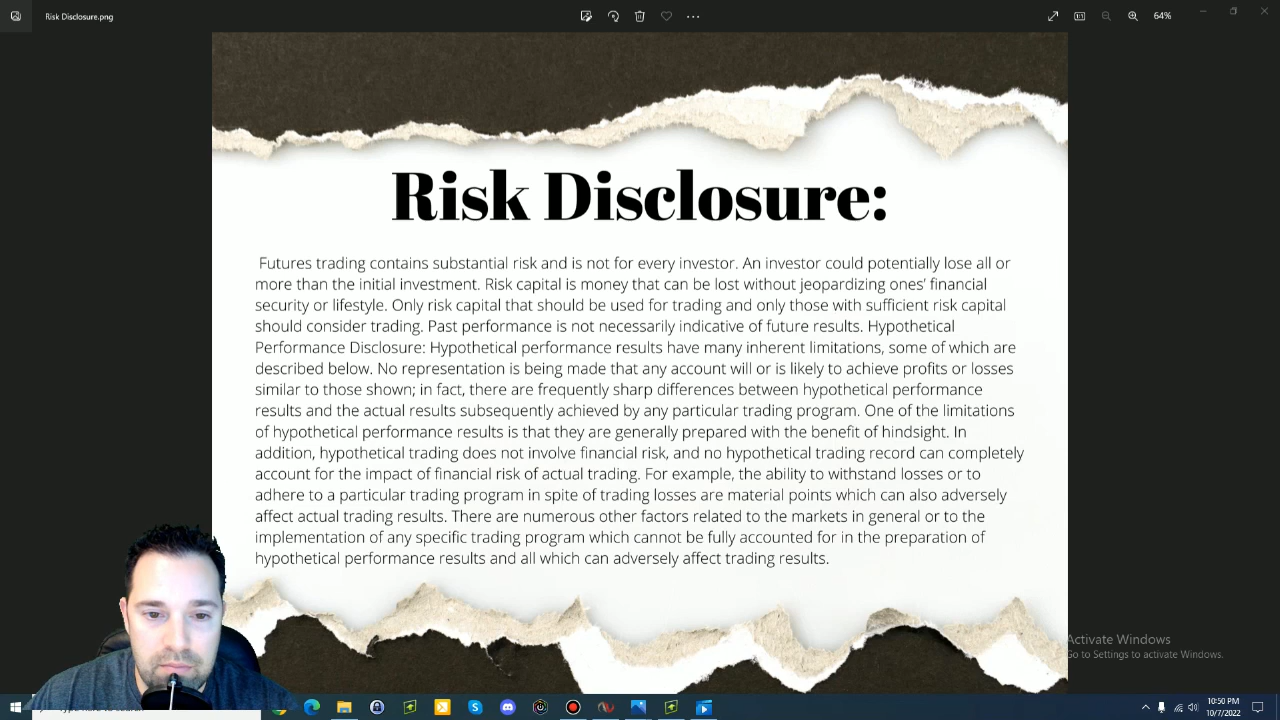 Risk Disclosure.png
64%
Risk Disclosure:
Futures trading contains substantial risk and is not for every investor. An investor could potentially lose all or
more than the initial investment. Risk capital is money that can be lost without jeopardizing ones’ financial
security or lifestyle. Only risk capital that should be used for trading and only those with sufficient risk capital
should consider trading. Past performance is not necessarily indicative of future results. Hypothetical
Performance Disclosure: Hypothetical performance results have many inherent limitations, some of which are
described below. No representation is being made that any account will or is likely to achieve profits or losses
similar to those shown; in fact, there are frequently sharp differences between hypothetical performance
results and the actual results subsequently achieved by any particular trading program. One of the limitations
of hypothetical performance results is that they are generally prepared with the benefit of hindsight. In
addition, hypothetical trading does not involve financial risk, and no hypothetical trading record can completely
account for the impact of financial risk of actual trading. For example, the ability to withstand losses or to
adhere to a particular trading program in spite of trading losses are material points which can also adversely
affect actual trading results. There are numerous other factors related to the markets in general or to the
implementation of any specific trading program which cannot be fully accounted for in the preparation of
hypothetical performance results and all which can adversely affect trading results.
Activate Windows
Go to Settings to activate Windows.
10:50 PM
10/7/2022